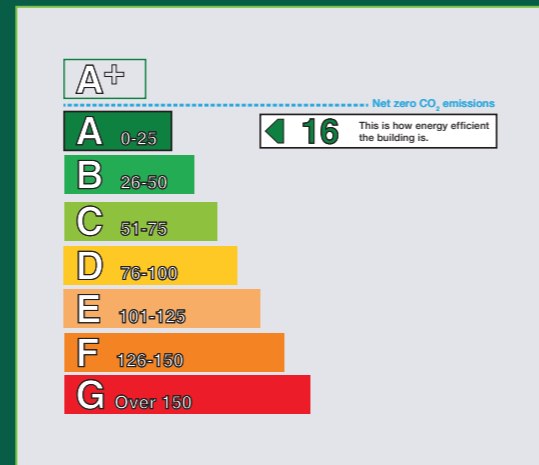 A+
Net zero CO₂ emissions
A 0-25
16 This is how energy efficient
the building is.
B 26-50
C 51-75
D 76-100
E 101-125
F 126-150
G Over 150